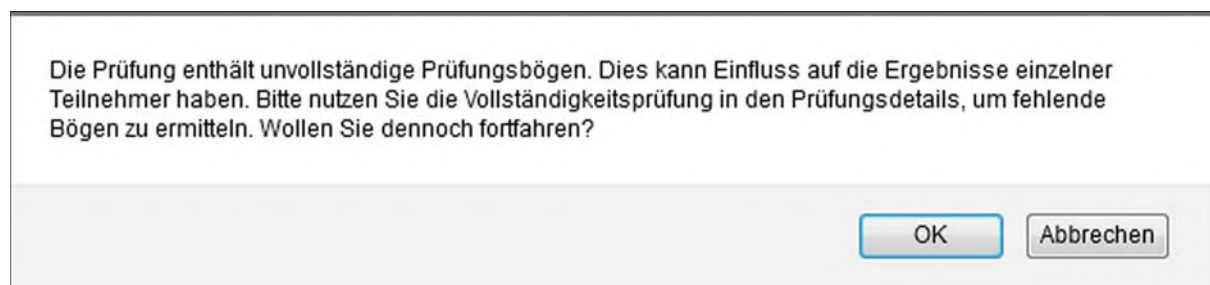 Die Prüfung enthält unvollständige Prüfungsbögen. Dies kann Einfluss auf die Ergebnisse einzelner
Teilnehmer haben. Bitte nutzen Sie die Vollständigkeitsprüfung in den Prüfungsdetails, um fehlende
Bögen zu ermitteln. Wollen Sie dennoch fortfahren?
OK
Abbrechen